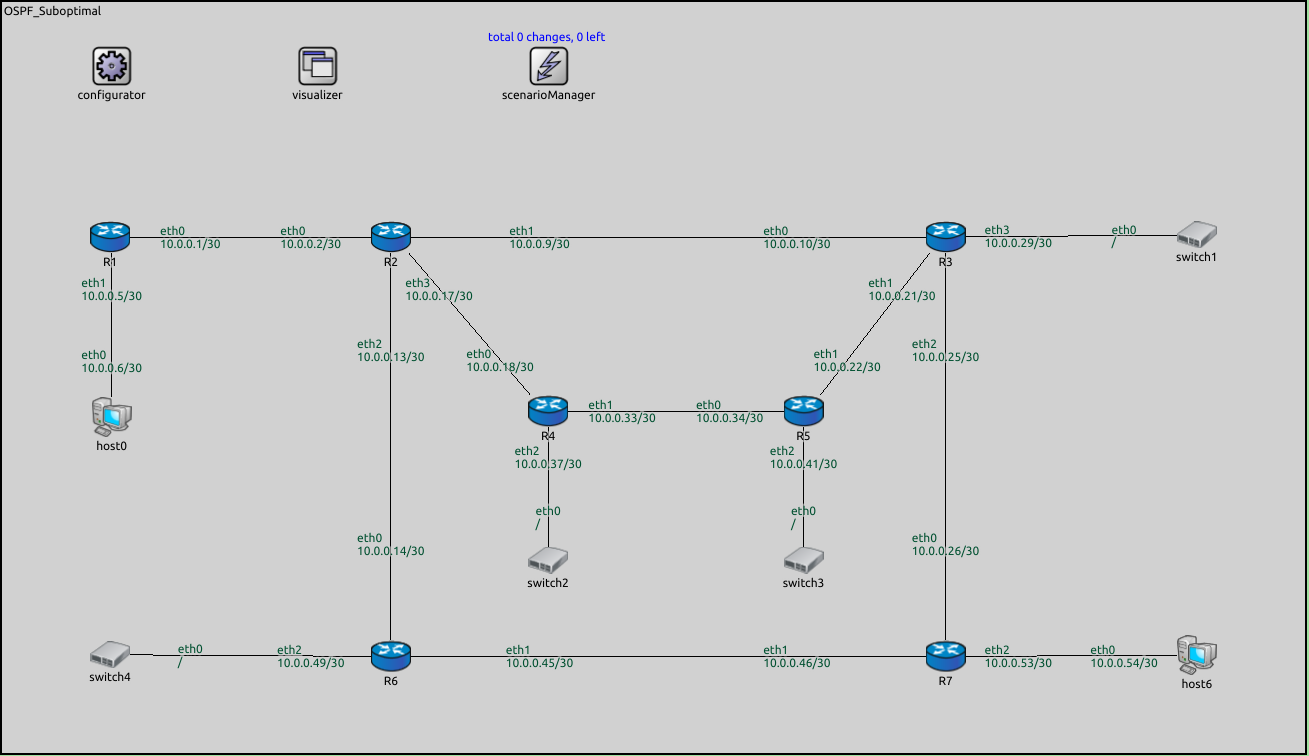 OSPF_Suboptimal
total 0 changes, 0 left
configurator
visualizer
scenarioManager
eth0
10.0.0.1/30
eth0
10.0.0.2/30
eth1
10.0.0.9/30
eth0
10.0.0.10/30
eth3
10.0.0.29/30
eth0
/
R1
R2
R3
switch1
eth1
10.0.0.5/30
eth3
10.0.0.17/30
eth1
10.0.0.21/30
eth0
10.0.0.6/30
eth2
10.0.0.13/30
eth0
10.0.0.18/30
eth1
10.0.0.22/30
eth2
10.0.0.25/30
host0
eth1
10.0.0.33/30
eth0
10.0.0.34/30
R4
R5
eth2
10.0.0.37/30
eth2
10.0.0.41/30
eth0
/
eth0
/
eth0
10.0.0.14/30
eth0
10.0.0.26/30
switch2
switch3
eth0
/
eth2
10.0.0.49/30
eth1
10.0.0.45/30
eth1
10.0.0.46/30
eth2
10.0.0.53/30
eth0
10.0.0.54/30
switch4
R6
R7
host6